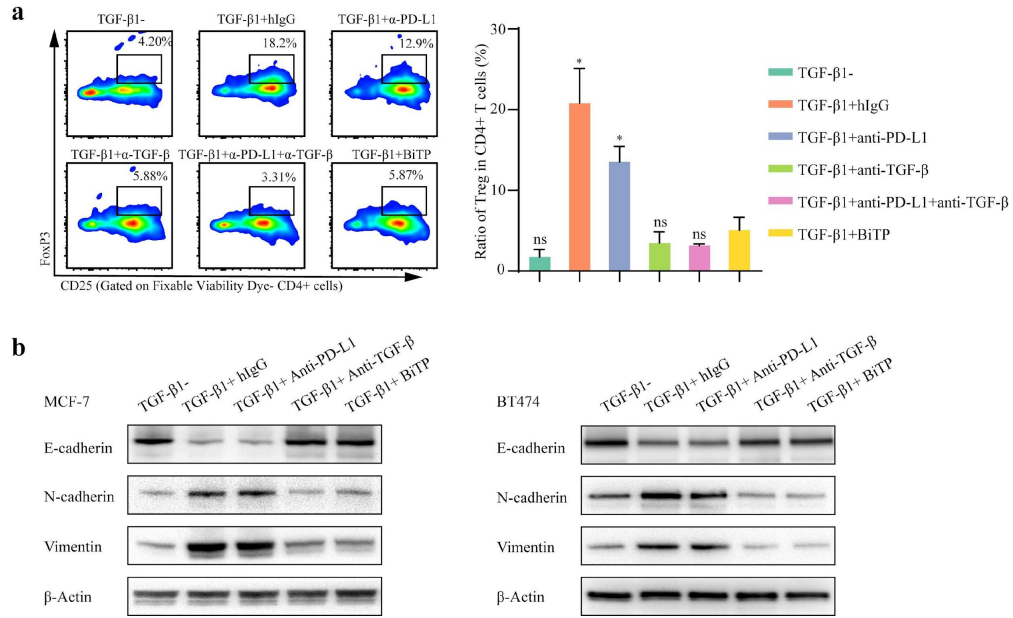 a
TGF-β1- TGF-β1+hIgG TGF-β1+α-PD-L1
4.20% 18.2% 12.9%
TGF-β1+α-TGF-β TGF-β1+α-PD-L1+α-TGF-β TGF-β1+BiTP
5.88% 3.31% 5.87%
FoxP3
CD25 (Gated on Fixable Viability Dye- CD4+ cells)
Ratio of Treg in CD4+ T cells (%)
30
20
10
0
ns * * ns ns
TGF-β1-
TGF-β1+hIgG
TGF-β1+anti-PD-L1
TGF-β1+anti-TGF-β
TGF-β1+anti-PD-L1+anti-TGF-β
TGF-β1+BiTP
b
MCF-7
TGF-β1- TGF-β1+ hIgG TGF-β1+ Anti-PD-L1 TGF-β1+ Anti-TGF-β TGF-β1+ BiTP
E-cadherin
N-cadherin
Vimentin
β-Actin
BT474
TGF-β1- TGF-β1+ hIgG TGF-β1+ Anti-PD-L1 TGF-β1+ Anti-TGF-β TGF-β1+ BiTP
E-cadherin
N-cadherin
Vimentin
β-Actin